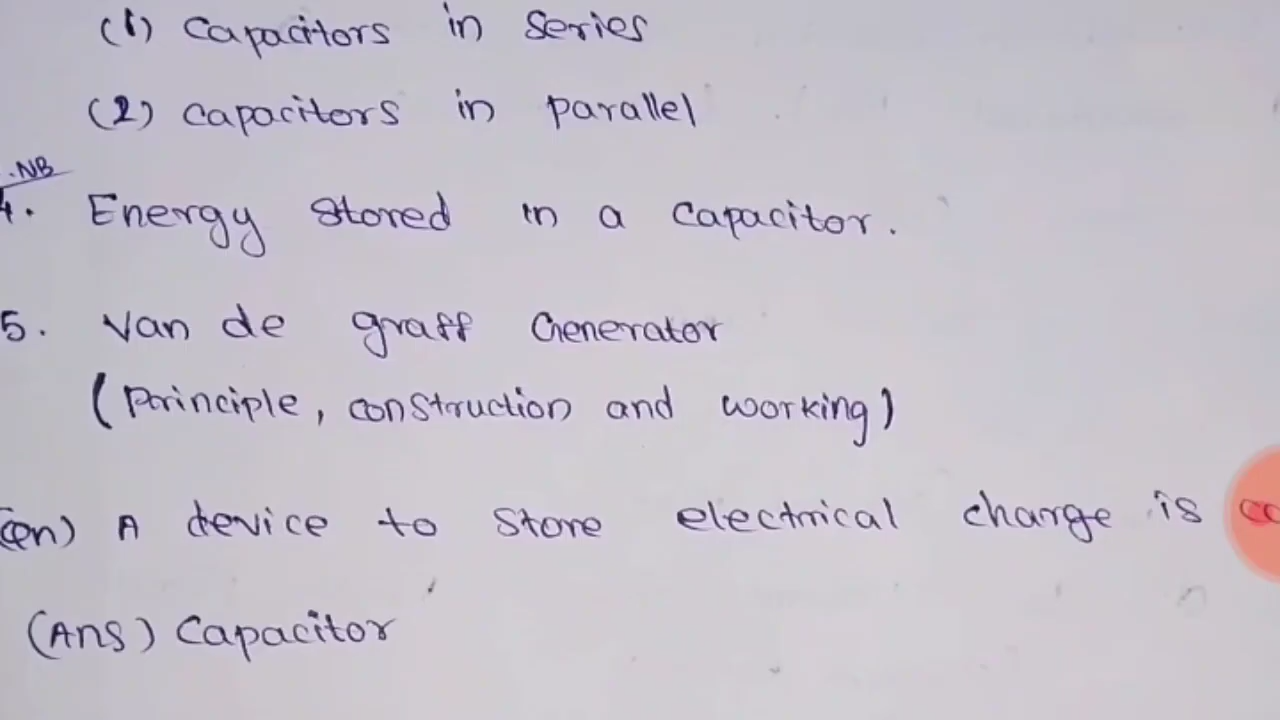 (1) Capacitors in series
(2) capacitors in parallel
.NB
4. Energy stored in a capacitor.
5. Van de graff Generator
(Principle, construction and working)
(Qn) A device to store electrical charge is
(Ans) Capacitor